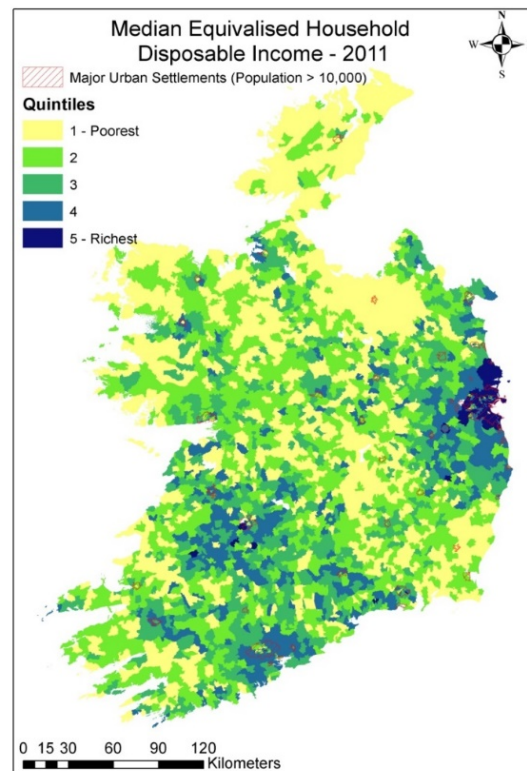 Median Equivalised Household
Disposable Income - 2011
N
W
E
S
Major Urban Settlements (Population > 10,000)
Quintiles
1 - Poorest
2
3
4
5 - Richest
0 15 30 60 90 120
Kilometers